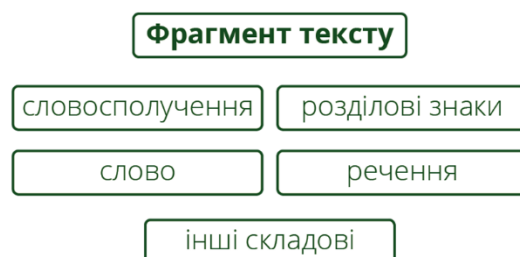 Фрагмент тексту
словосполучення розділові знаки
слово речення
інші складові